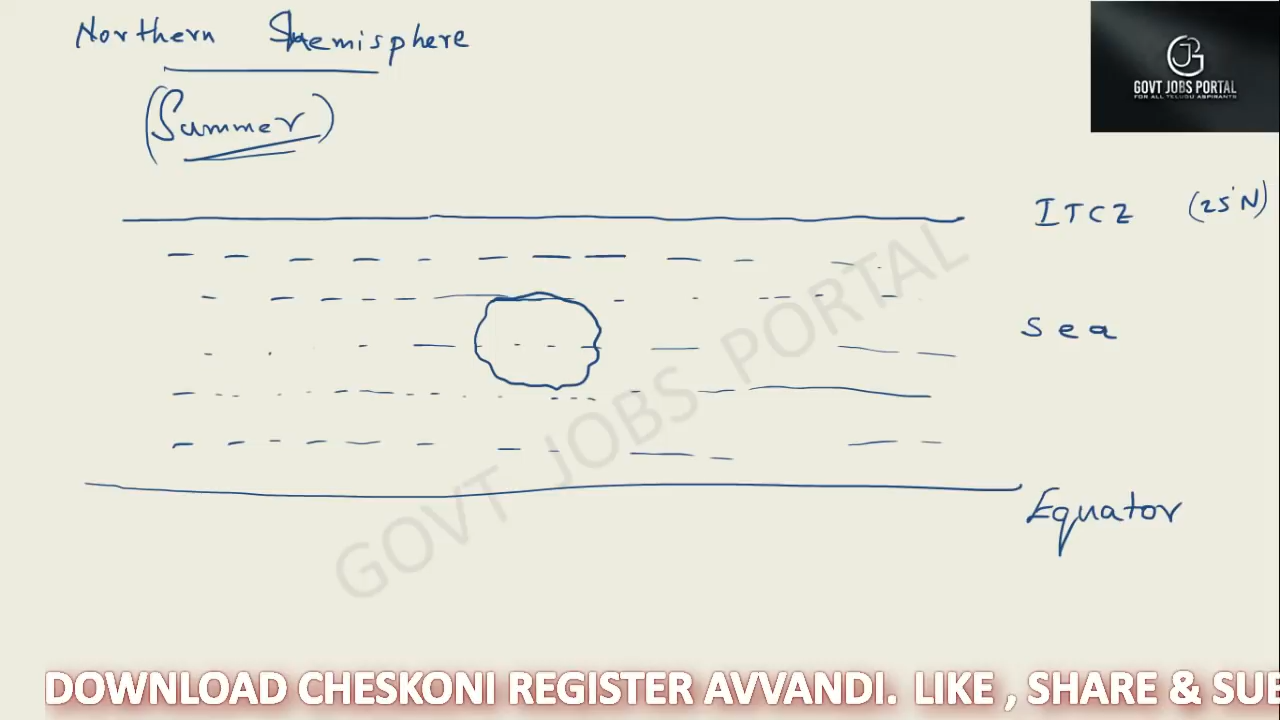 Northern Hemisphere
(Summer)
GOVT JOBS PORTAL
FOR ALL TELUGU ASPIRANTS
ITCZ (25°N)
Sea
Equator
GOVT JOBS PORTAL
DOWNLOAD CHESKONI REGISTER AVVANDI. LIKE , SHARE & SUB